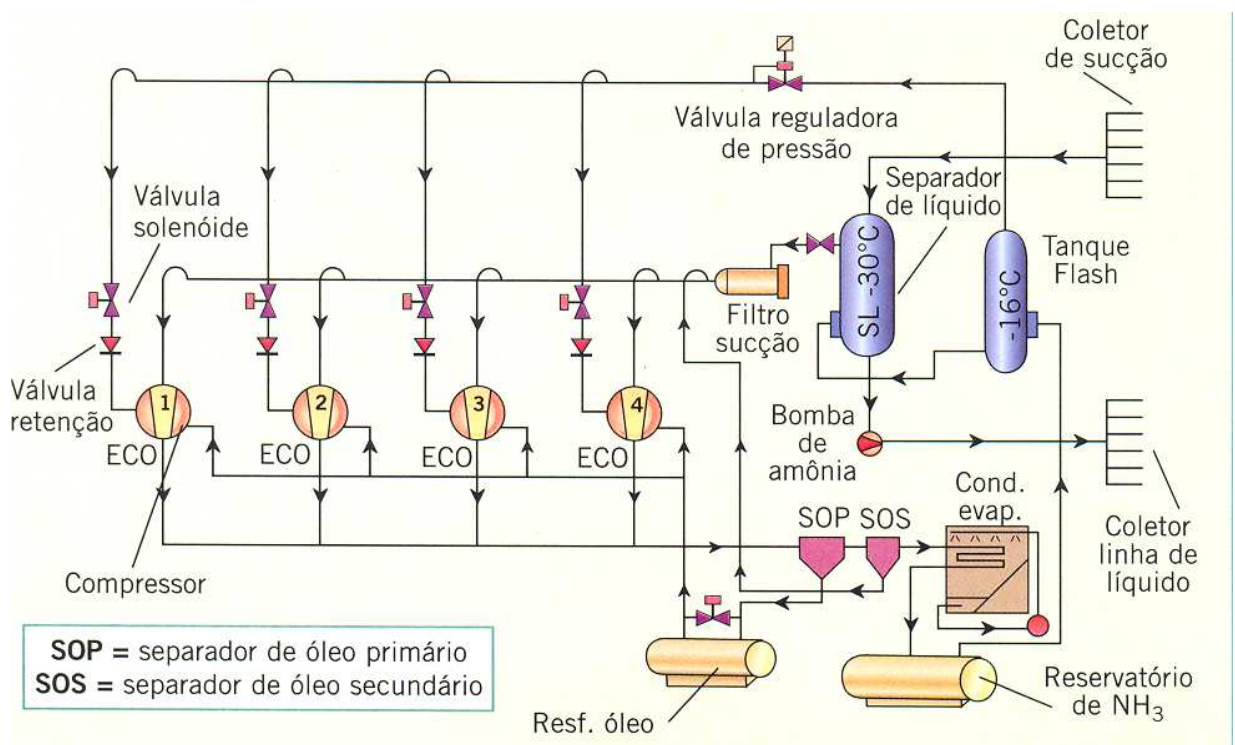 Coletor
de sucção
Válvula reguladora
de pressão
Válvula
solenóide
Separador
de líquido
SL -30°C
Tanque
Flash
-16°C
Filtro
sucção
Válvula
retenção
1
2
3
4
ECO
ECO
ECO
ECO
Bomba
de
amônia
Cond.
evap.
SOP
SOS
Coletor
linha de
líquido
Compressor
SOP = separador de óleo primário
SOS = separador de óleo secundário
Resf. óleo
Reservatório
de NH₃